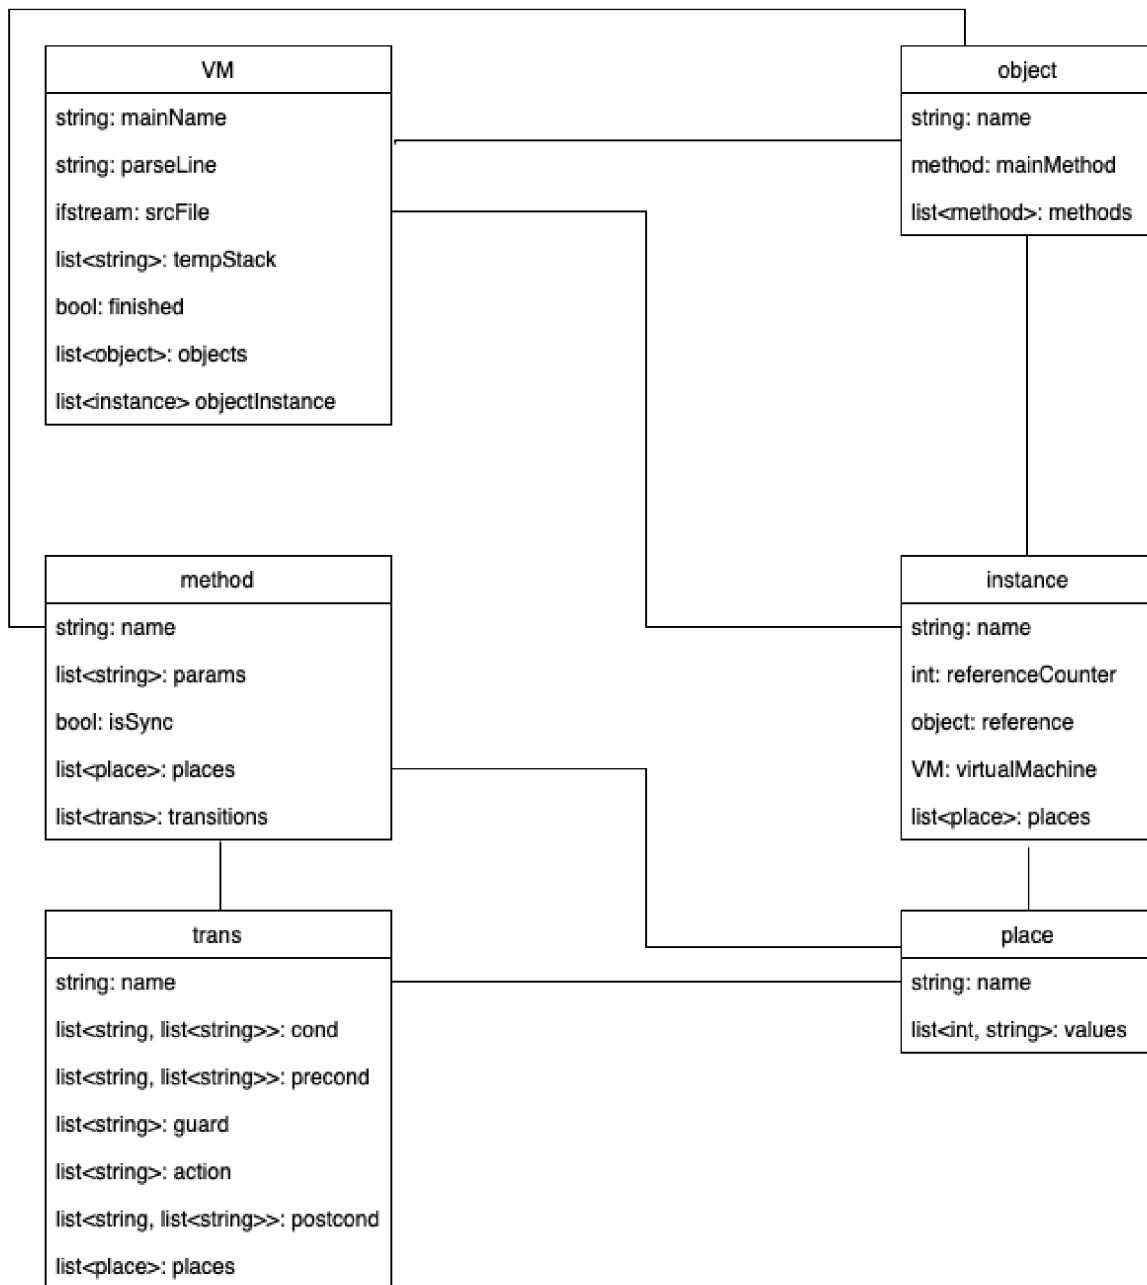 VM
string: mainName
string: parseLine
ifstream: srcFile
list<string>: tempStack
bool: finished
list<object>: objects
list<instance> objectInstance
object
string: name
method: mainMethod
list<method>: methods
method
string: name
list<string>: params
bool: isSync
list<place>: places
list<trans>: transitions
instance
string: name
int: referenceCounter
object: reference
VM: virtualMachine
list<place>: places
trans
string: name
list<string, list<string>>: cond
list<string, list<string>>: precond
list<string>: guard
list<string>: action
list<string, list<string>>: postcond
list<place>: places
place
string: name
list<int, string>: values